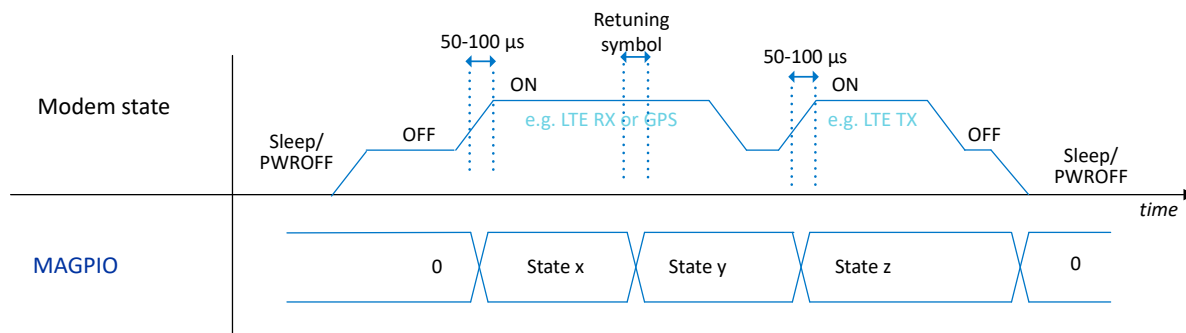 Retuning
symbol
50-100 µs
50-100 µs
ON
ON
Modem state
e.g. LTE RX or GPS
e.g. LTE TX
OFF
OFF
Sleep/
PWROFF
Sleep/
PWROFF
time
MAGPIO
0
State x
State y
State z
0